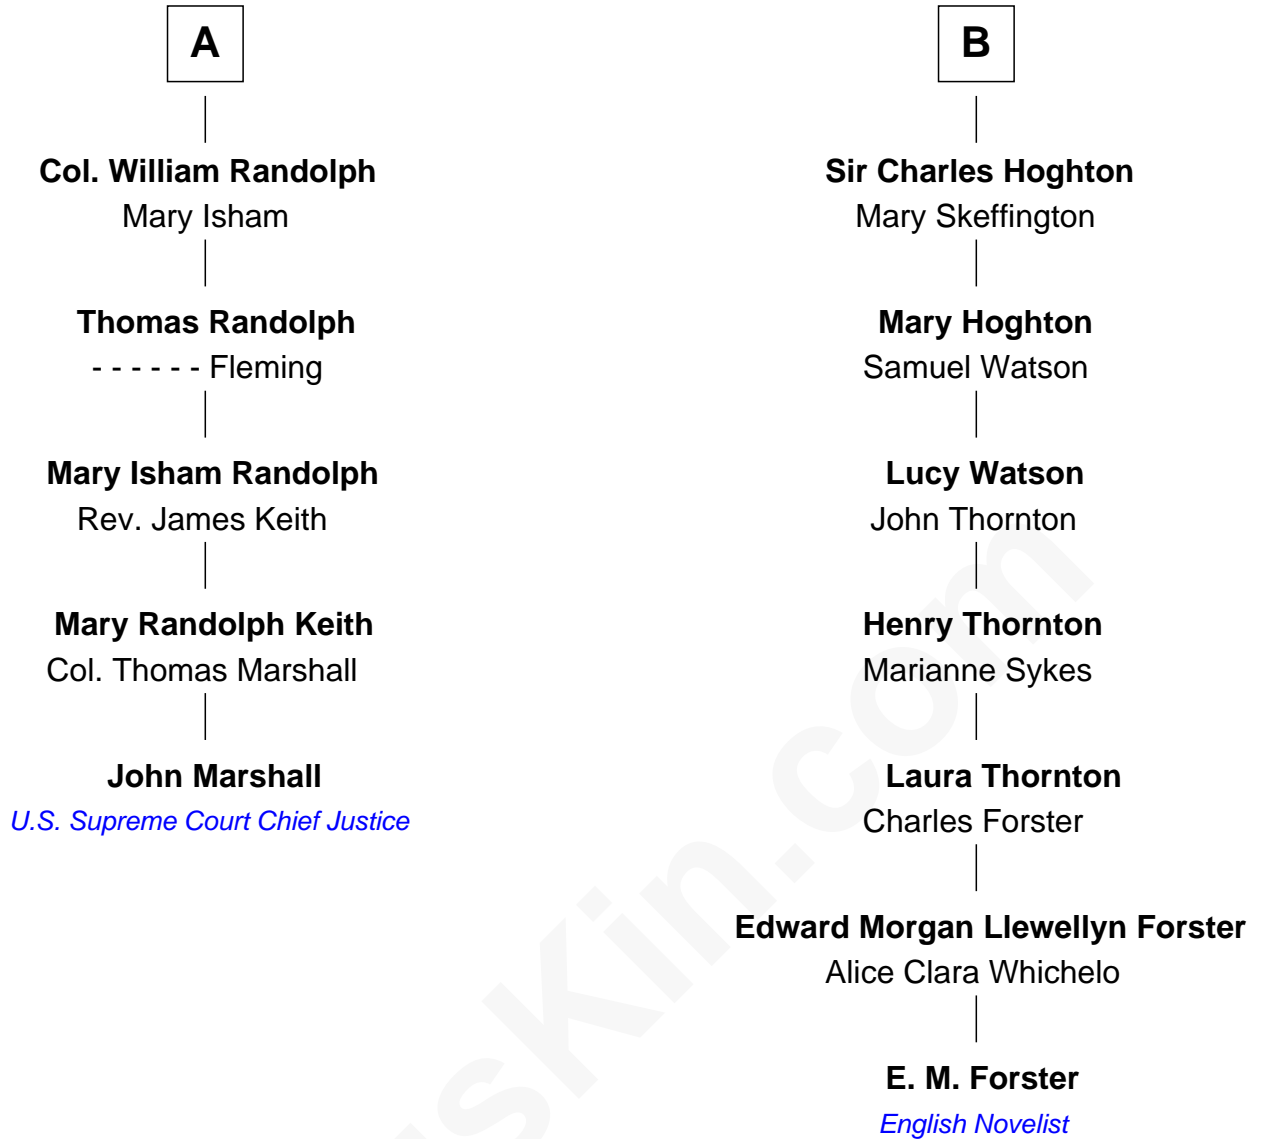 A
Col. William Randolph
Mary Isham
Thomas Randolph
- - - - - - Fleming
Mary Isham Randolph
Rev. James Keith
Mary Randolph Keith
Col. Thomas Marshall
John Marshall
U.S. Supreme Court Chief Justice
B
Sir Charles Hoghton
Mary Skeffington
Mary Hoghton
Samuel Watson
Lucy Watson
John Thornton
Henry Thornton
Marianne Sykes
Laura Thornton
Charles Forster
Edward Morgan Llewellyn Forster
Alice Clara Whichelo
E. M. Forster
English Novelist